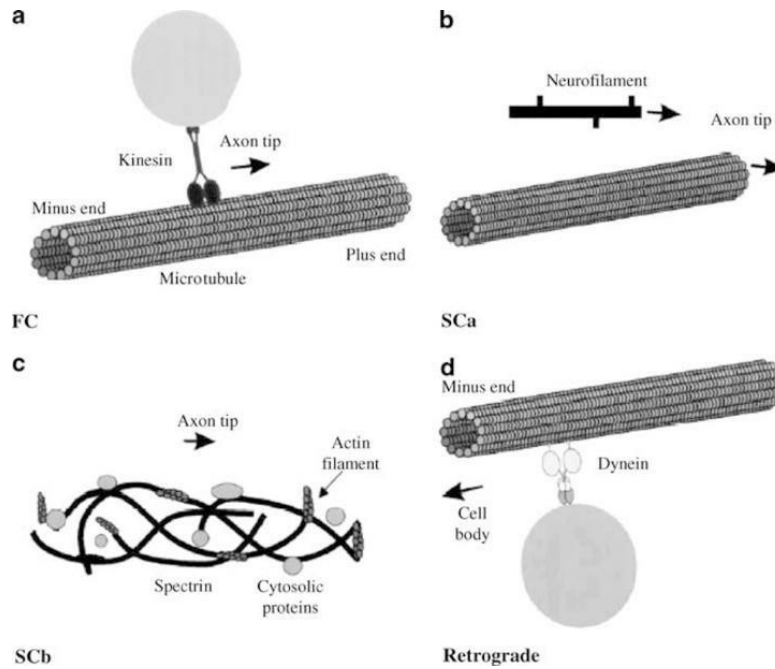 a
Kinesin
Axon tip
Minus end
Plus end
Microtubule
FC
b
Neurofilament
Axon tip
SCa
c
Axon tip
Actin
filament
Spectrin
Cytosolic
proteins
SCb
d
Minus end
Dynein
Cell
body
Retrograde